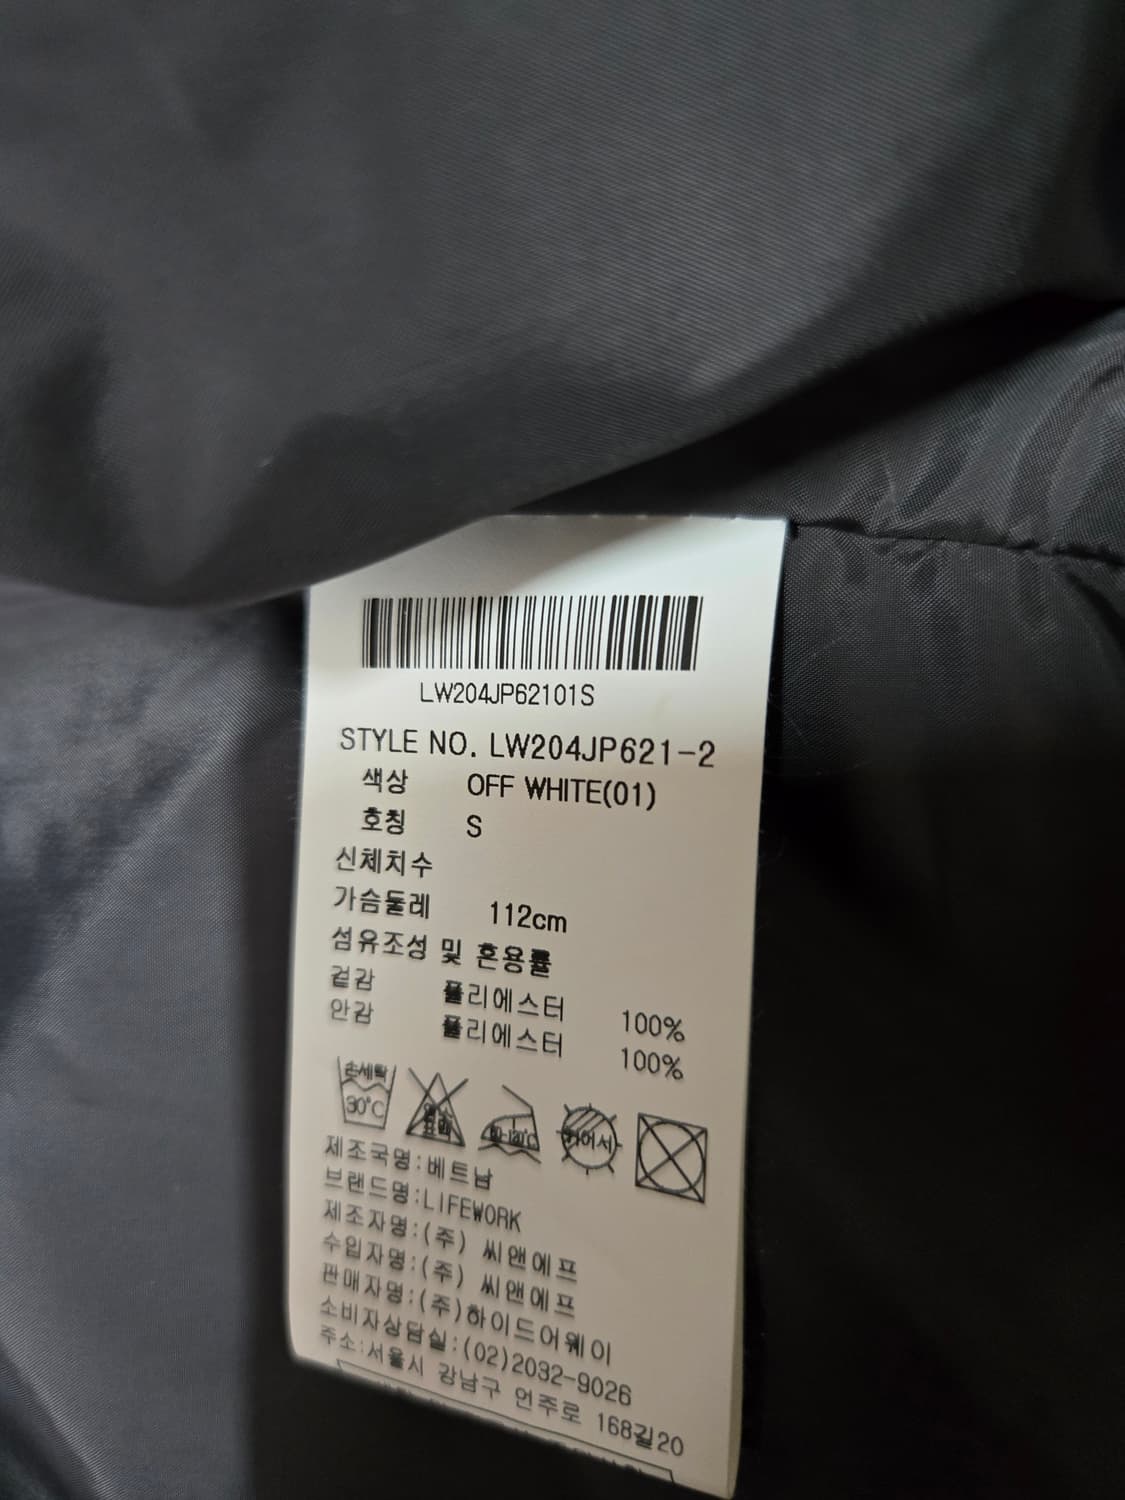 LW204JP62101S
STYLE NO. LW204JP621-2
색상 OFF WHITE(01)
호칭 S
신체치수
가슴둘레 112cm
섬유조성 및 혼용률
겉감 폴리에스터 100%
안감 폴리에스터 100%
손세탁 30℃
제조국명:베트남
브랜드명:LIFEWORK
제조자명:(주) 씨앤에프
수입자명:(주) 씨앤에프
판매자명:(주)하이드어웨이
소비자상담실:(02)2032-9026
주소:서울시 강남구 언주로 168길20